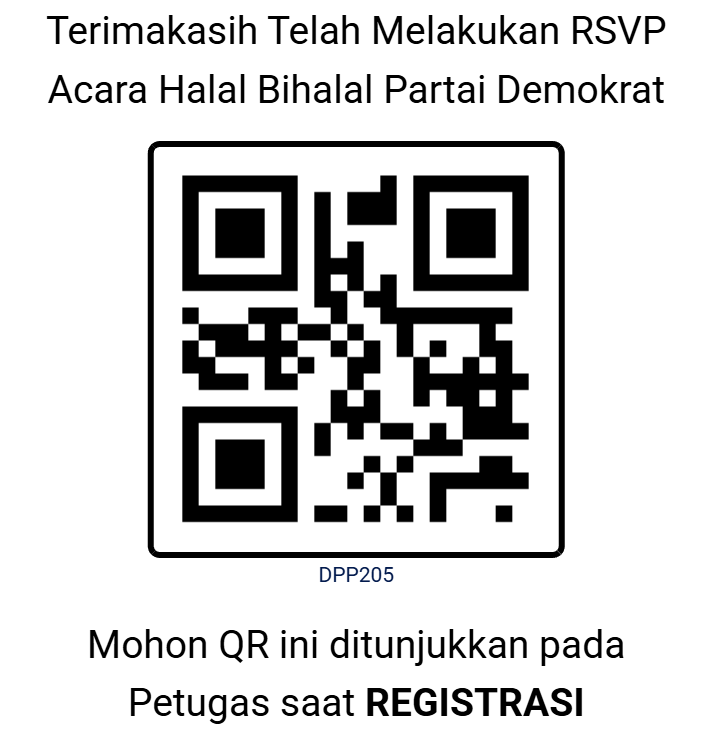 Terimakasih Telah Melakukan RSVP
Acara Halal Bihalal Partai Demokrat
DPP205
Mohon QR ini ditunjukkan pada
Petugas saat REGISTRASI